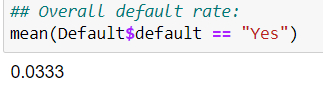 ## Overall default rate:
mean(Default$default == "Yes")
0.0333